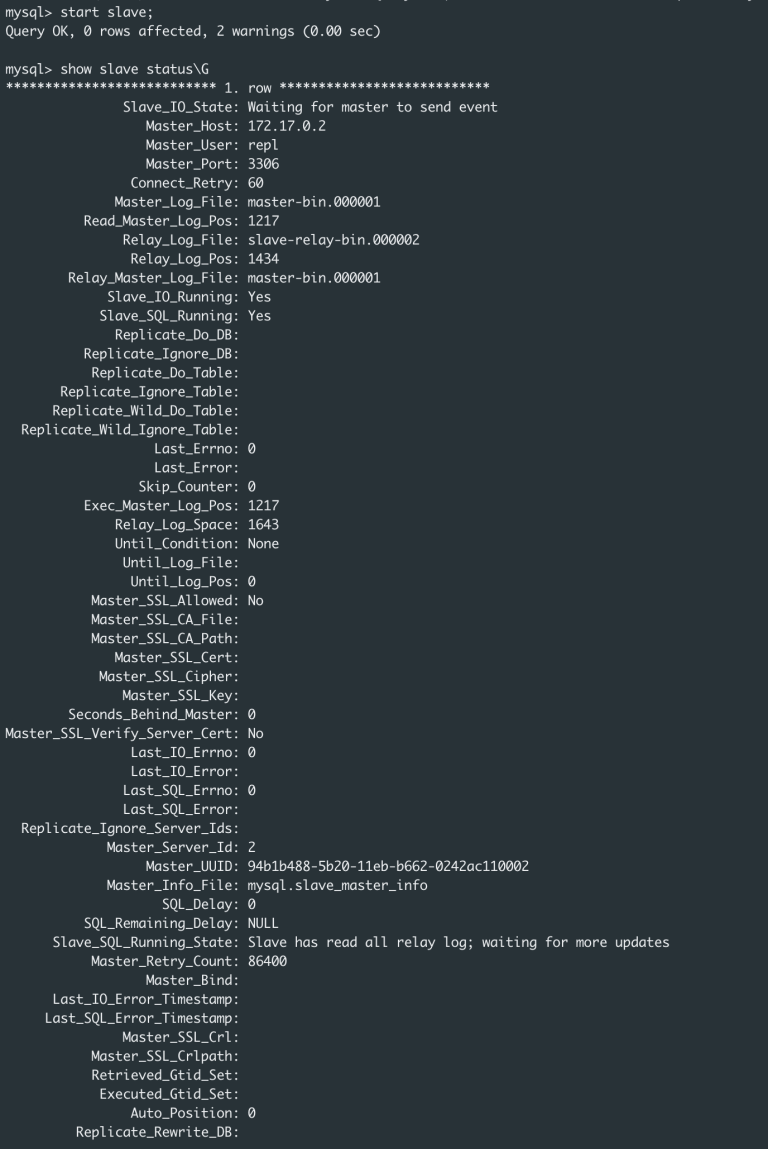 mysql> start slave;
Query OK, 0 rows affected, 2 warnings (0.00 sec)

mysql> show slave status\G
*************************** 1. row ***************************
               Slave_IO_State: Waiting for master to send event
                  Master_Host: 172.17.0.2
                  Master_User: repl
                  Master_Port: 3306
                Connect_Retry: 60
              Master_Log_File: master-bin.000001
          Read_Master_Log_Pos: 1217
               Relay_Log_File: slave-relay-bin.000002
                Relay_Log_Pos: 1434
        Relay_Master_Log_File: master-bin.000001
             Slave_IO_Running: Yes
            Slave_SQL_Running: Yes
              Replicate_Do_DB:
          Replicate_Ignore_DB:
           Replicate_Do_Table:
       Replicate_Ignore_Table:
      Replicate_Wild_Do_Table:
  Replicate_Wild_Ignore_Table:
                   Last_Errno: 0
                   Last_Error:
                 Skip_Counter: 0
          Exec_Master_Log_Pos: 1217
              Relay_Log_Space: 1643
              Until_Condition: None
               Until_Log_File:
                Until_Log_Pos: 0
           Master_SSL_Allowed: No
           Master_SSL_CA_File:
           Master_SSL_CA_Path:
              Master_SSL_Cert:
            Master_SSL_Cipher:
               Master_SSL_Key:
        Seconds_Behind_Master: 0
Master_SSL_Verify_Server_Cert: No
                Last_IO_Errno: 0
                Last_IO_Error:
               Last_SQL_Errno: 0
               Last_SQL_Error:
  Replicate_Ignore_Server_Ids:
             Master_Server_Id: 2
                  Master_UUID: 94b1b488-5b20-11eb-b662-0242ac110002
             Master_Info_File: mysql.slave_master_info
                    SQL_Delay: 0
          SQL_Remaining_Delay: NULL
      Slave_SQL_Running_State: Slave has read all relay log; waiting for more updates
           Master_Retry_Count: 86400
                  Master_Bind:
      Last_IO_Error_Timestamp:
     Last_SQL_Error_Timestamp:
               Master_SSL_Crl:
           Master_SSL_Crlpath:
           Retrieved_Gtid_Set:
            Executed_Gtid_Set:
                Auto_Position: 0
         Replicate_Rewrite_DB: